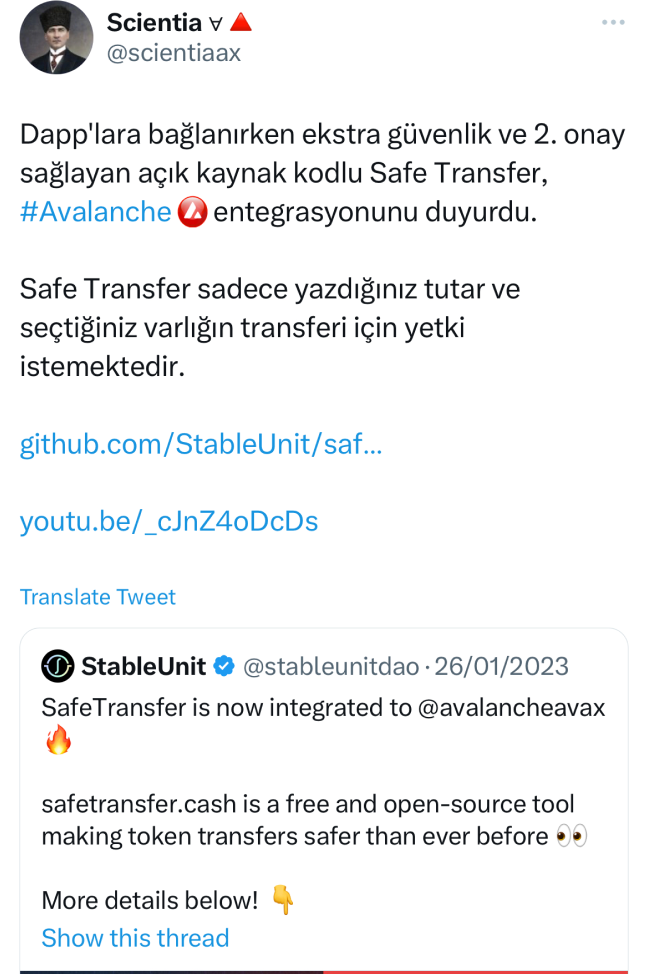 Scientia ∀ 🔺
@scientiaax
Dapp'lara bağlanırken ekstra güvenlik ve 2. onay
sağlayan açık kaynak kodlu Safe Transfer,
#Avalanche entegrasyonunu duyurdu.
Safe Transfer sadece yazdığınız tutar ve
seçtiğiniz varlığın transferi için yetki
istemektedir.
github.com/StableUnit/saf...
youtu.be/_cJnZ4oDcDs
Translate Tweet
StableUnit @stableunitdao · 26/01/2023
SafeTransfer is now integrated to @avalancheavax
🔥
safetransfer.cash is a free and open-source tool
making token transfers safer than ever before 👀
More details below! 👇
Show this thread